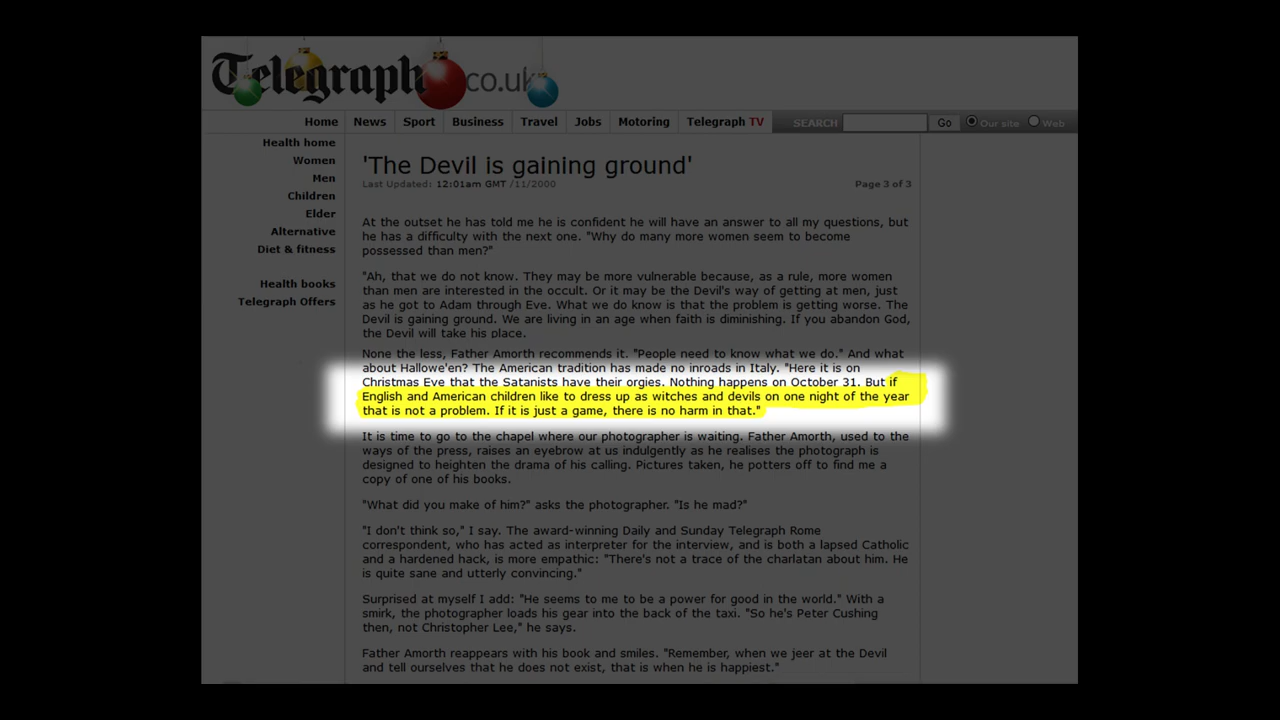 Telegraph.co.uk
Home News Sport Business Travel Jobs Motoring Telegraph TV SEARCH Go Our site Web
Health home
Women
Men
Children
Elder
Alternative
Diet & fitness
Health books
Telegraph Offers
'The Devil is gaining ground'
Last Updated: 12:01am GMT /11/2000 Page 3 of 3
At the outset he has told me he is confident he will have an answer to all my questions, but
he has a difficulty with the next one. "Why do many more women seem to become
possessed than men?"
"Ah, that we do not know. They may be more vulnerable because, as a rule, more women
than men are interested in the occult. Or it may be the Devil's way of getting at men, just
as he got to Adam through Eve. What we do know is that the problem is getting worse. The
Devil is gaining ground. We are living in an age when faith is diminishing. If you abandon God,
the Devil will take his place.
None the less, Father Amorth recommends it. "People need to know what we do." And what
about Hallowe'en? The American tradition has made no inroads in Italy. "Here it is on
Christmas Eve that the Satanists have their orgies. Nothing happens on October 31. But if
English and American children like to dress up as witches and devils on one night of the year
that is not a problem. If it is just a game, there is no harm in that."
It is time to go to the chapel where our photographer is waiting. Father Amorth, used to the
ways of the press, raises an eyebrow at us indulgently as he realises the photograph is
designed to heighten the drama of his calling. Pictures taken, he potters off to find me a
copy of one of his books.
"What did you make of him?" asks the photographer. "Is he mad?"
"I don't think so," I say. The award-winning Daily and Sunday Telegraph Rome
correspondent, who has acted as interpreter for the interview, and is both a lapsed Catholic
and a hardened hack, is more empathic: "There's not a trace of the charlatan about him. He
is quite sane and utterly convincing."
Surprised at myself I add: "He seems to me to be a power for good in the world." With a
smirk, the photographer loads his gear into the back of the taxi. "So he's Peter Cushing
then, not Christopher Lee," he says.
Father Amorth reappears with his book and smiles. "Remember, when we jeer at the Devil
and tell ourselves that he does not exist, that is when he is happiest."